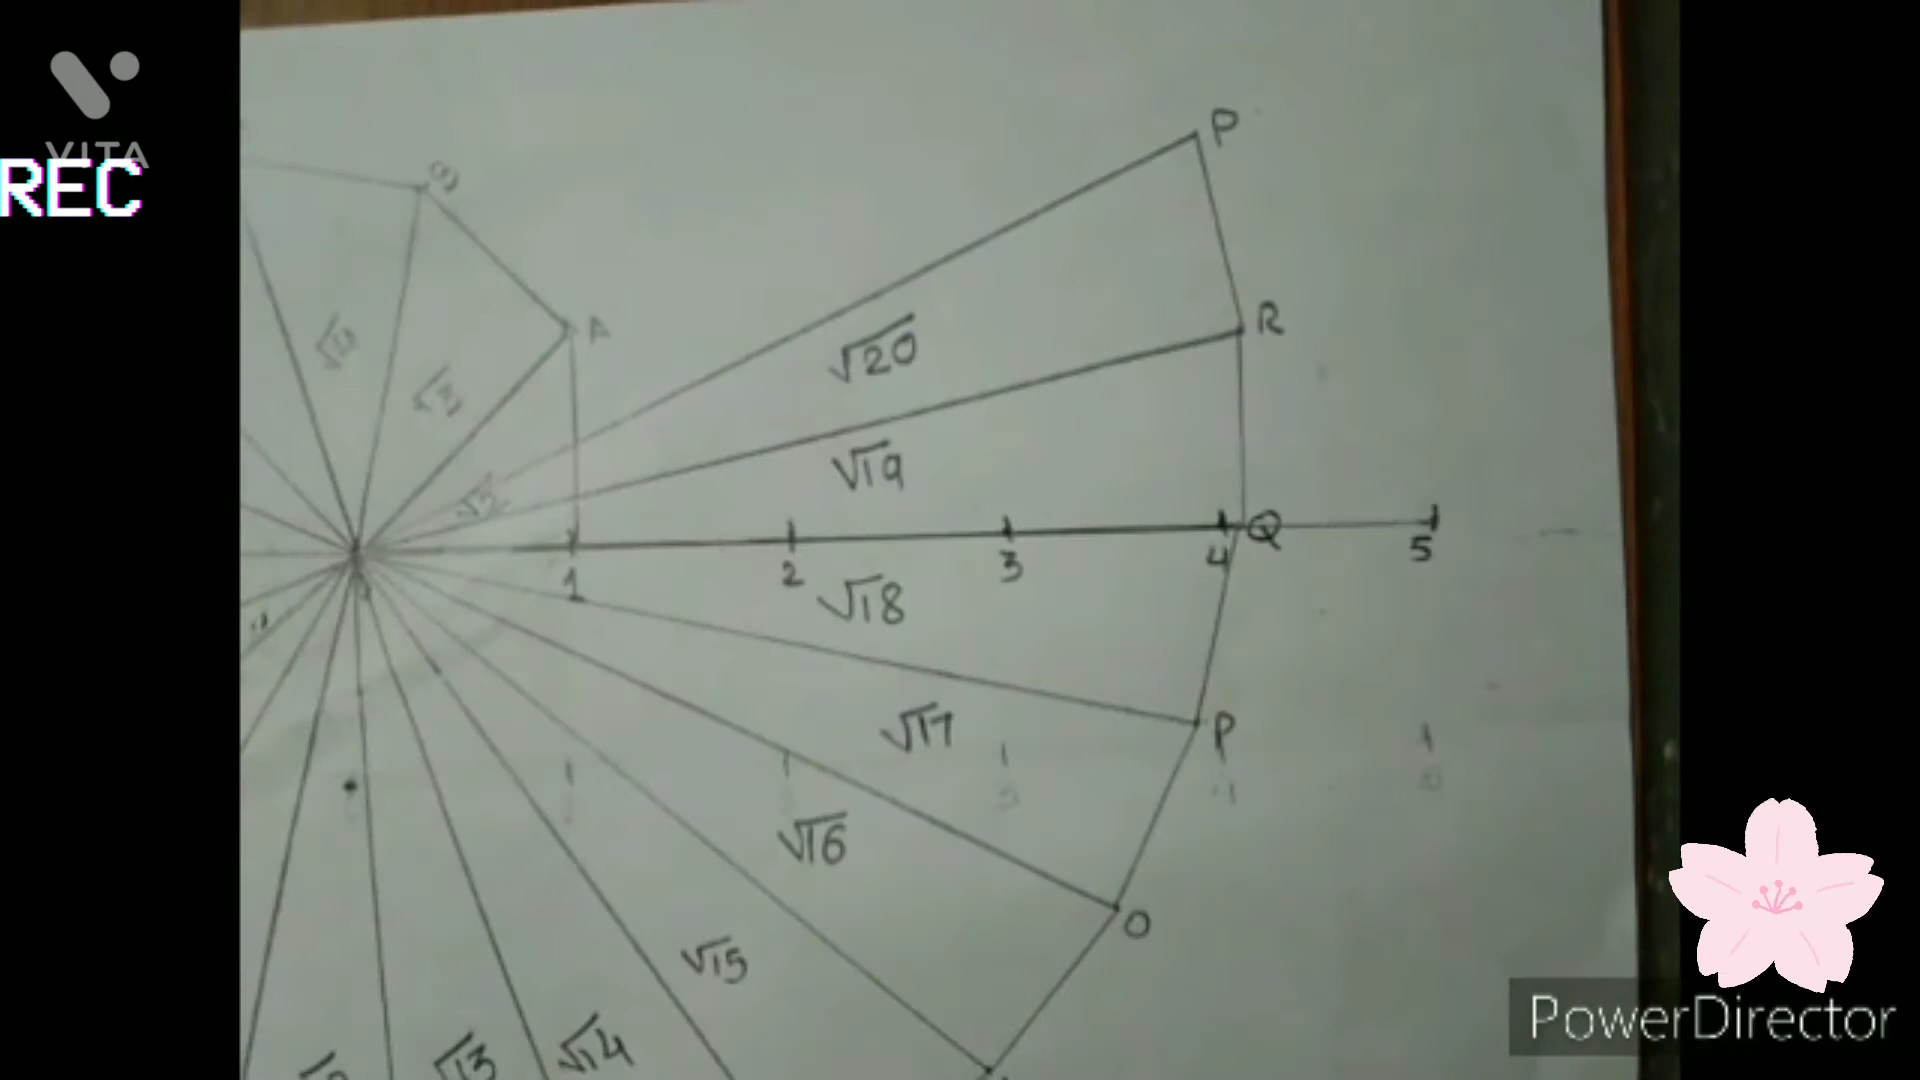 VITA
REC
P
B
A
R
√20
√19
Q
1
2
3
4
5
√18
√17
P
√16
O
√15
√14
√13
PowerDirector